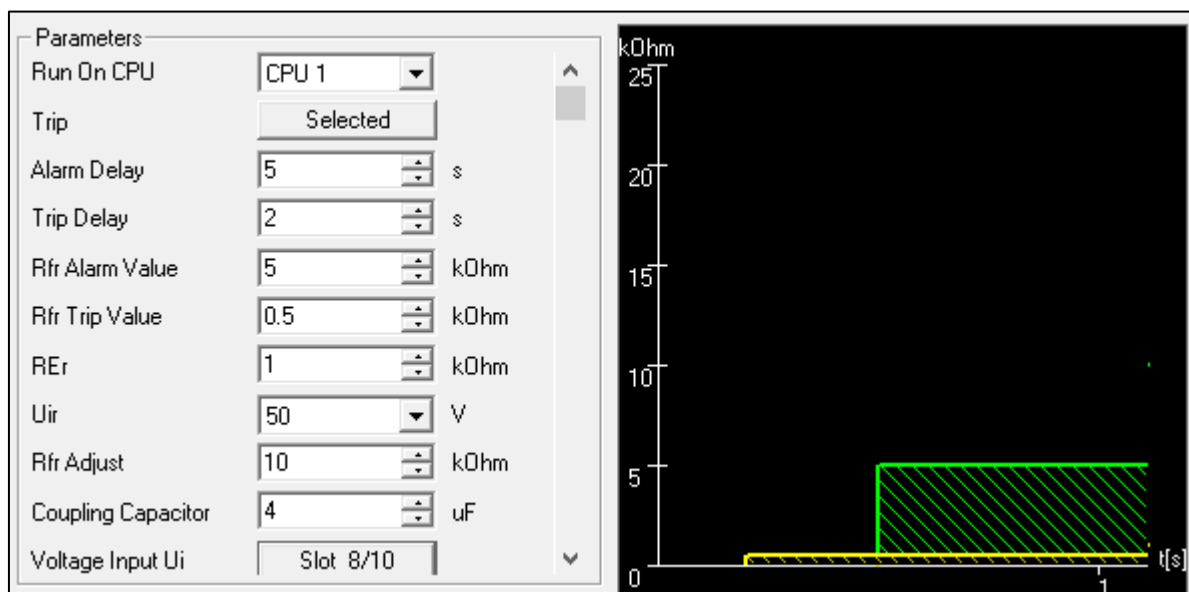 Parameters
Run On CPU CPU 1
Trip Selected
Alarm Delay 5 s
Trip Delay 2 s
Rfr Alarm Value 5 kOhm
Rfr Trip Value 0.5 kOhm
REr 1 kOhm
Uir 50 V
Rfr Adjust 10 kOhm
Coupling Capacitor 4 uF
Voltage Input Ui Slot 8/10
kOhm
25
20
15
10
5
0
1
t[s]